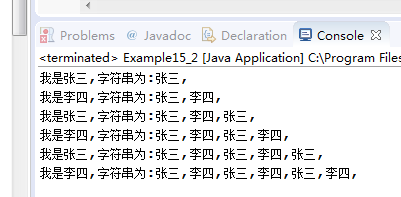 Problems @ Javadoc Declaration Console
<terminated> Example15_2 [Java Application] C:\Program Files
我是张三,字符串为:张三,
我是李四,字符串为:张三,李四,
我是张三,字符串为:张三,李四,张三,
我是李四,字符串为:张三,李四,张三,李四,
我是张三,字符串为:张三,李四,张三,李四,张三,
我是李四,字符串为:张三,李四,张三,李四,张三,李四,